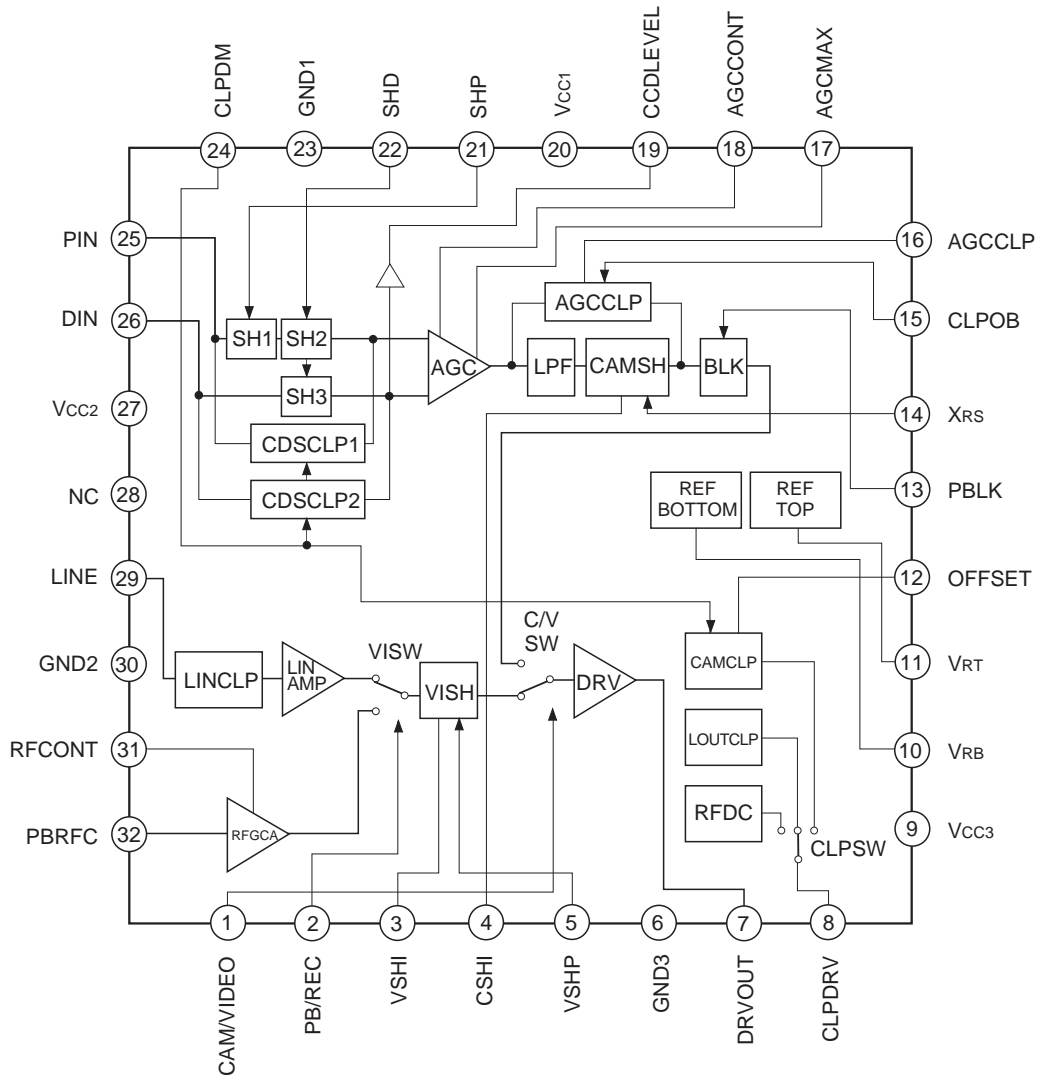 CLPDM
GND1
SHD
SHP
VCC1
CCDLEVEL
AGCCONT
AGCMAX
24
23
22
21
20
19
18
17
PIN
25
16
AGCCLP
DIN
26
AGCCLP
15
CLPOB
SH1
SH2
AGC
LPF
CAMSH
BLK
SH3
VCC2
27
14
XRS
CDSCLP1
NC
28
CDSCLP2
REF
BOTTOM
REF
TOP
13
PBLK
LINE
29
12
OFFSET
C/V
SW
GND2
30
LINCLP
LIN
AMP
VISW
VISH
DRV
CAMCLP
11
VRT
RFCONT
31
LOUTCLP
10
VRB
PBRFC
32
RFGCA
RFDC
CLPSW
9
VCC3
1
2
3
4
5
6
7
8
CAM/VIDEO
PB/REC
VSHI
CSHI
VSHP
GND3
DRVOUT
CLPDRV